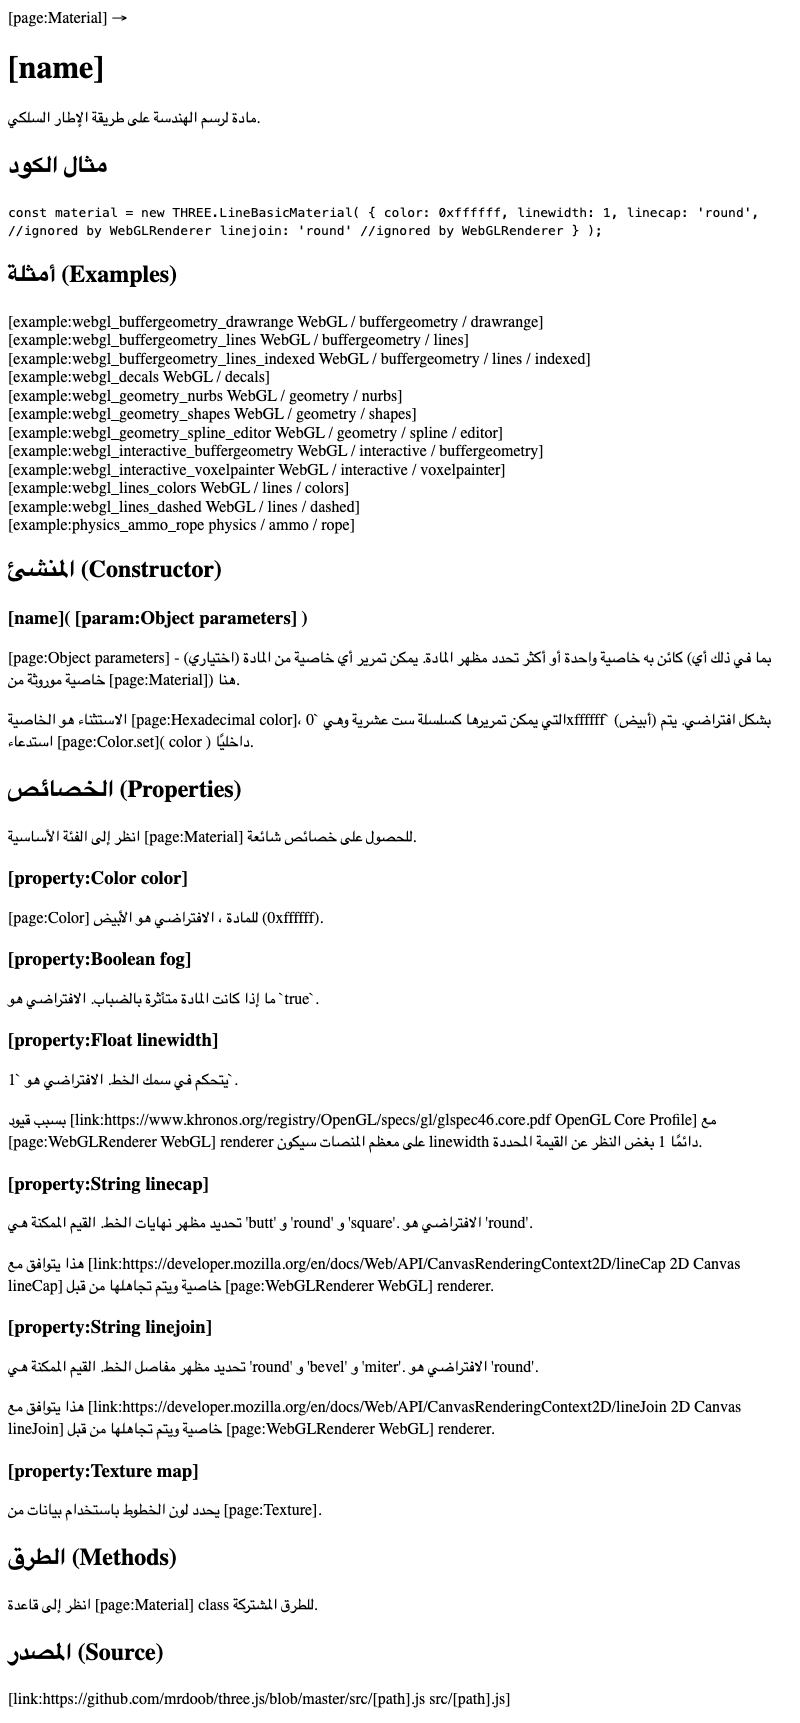 [page:Material] →
[name]
مادة لرسم الهندسة على طريقة الإطار السلكي.
مثال الكود
const material = new THREE.LineBasicMaterial( { color: 0xffffff, linewidth: 1, linecap: 'round',
//ignored by WebGLRenderer linejoin: 'round' //ignored by WebGLRenderer } );
أمثلة (Examples)
[example:webgl_buffergeometry_drawrange WebGL / buffergeometry / drawrange]
[example:webgl_buffergeometry_lines WebGL / buffergeometry / lines]
[example:webgl_buffergeometry_lines_indexed WebGL / buffergeometry / lines / indexed]
[example:webgl_decals WebGL / decals]
[example:webgl_geometry_nurbs WebGL / geometry / nurbs]
[example:webgl_geometry_shapes WebGL / geometry / shapes]
[example:webgl_geometry_spline_editor WebGL / geometry / spline / editor]
[example:webgl_interactive_buffergeometry WebGL / interactive / buffergeometry]
[example:webgl_interactive_voxelpainter WebGL / interactive / voxelpainter]
[example:webgl_lines_colors WebGL / lines / colors]
[example:webgl_lines_dashed WebGL / lines / dashed]
[example:physics_ammo_rope physics / ammo / rope]
المنشئ (Constructor)
[name]( [param:Object parameters] )
[page:Object parameters] - (اختياري) كائن به خاصية واحدة أو أكثر تحدد مظهر المادة. يمكن تمرير أي خاصية من المادة (بما في ذلك أي
خاصية موروثة من [page:Material]) هنا.
الاستثناء هو الخاصية [page:Hexadecimal color]، التي يمكن تمريرها كسلسلة ست عشرية وهي `0xffffff` (أبيض) بشكل افتراضي. يتم
استدعاء [page:Color.set]( color ) داخليًا.
الخصائص (Properties)
انظر إلى الفئة الأساسية [page:Material] للحصول على خصائص شائعة.
[property:Color color]
[page:Color] للمادة ، الافتراضي هو الأبيض (0xffffff).
[property:Boolean fog]
ما إذا كانت المادة متأثرة بالضباب. الافتراضي هو `true`.
[property:Float linewidth]
يتحكم في سمك الخط. الافتراضي هو `1`.
بسبب قيود [link:https://www.khronos.org/registry/OpenGL/specs/gl/glspec46.core.pdf OpenGL Core Profile] مع
[page:WebGLRenderer WebGL] renderer على معظم المنصات سيكون linewidth دائمًا 1 بغض النظر عن القيمة المحددة.
[property:String linecap]
تحديد مظهر نهايات الخط. القيم الممكنة هي 'butt' و 'round' و 'square'. الافتراضي هو 'round'.
هذا يتوافق مع [link:https://developer.mozilla.org/en/docs/Web/API/CanvasRenderingContext2D/lineCap 2D Canvas
lineCap] خاصية ويتم تجاهلها من قبل [page:WebGLRenderer WebGL] renderer.
[property:String linejoin]
تحديد مظهر مفاصل الخط. القيم الممكنة هي 'round' و 'bevel' و 'miter'. الافتراضي هو 'round'.
هذا يتوافق مع [link:https://developer.mozilla.org/en/docs/Web/API/CanvasRenderingContext2D/lineJoin 2D Canvas
lineJoin] خاصية ويتم تجاهلها من قبل [page:WebGLRenderer WebGL] renderer.
[property:Texture map]
يحدد لون الخطوط باستخدام بيانات من [page:Texture].
الطرق (Methods)
انظر إلى قاعدة [page:Material] class للطرق المشتركة.
المصدر (Source)
[link:https://github.com/mrdoob/three.js/blob/master/src/[path].js src/[path].js]